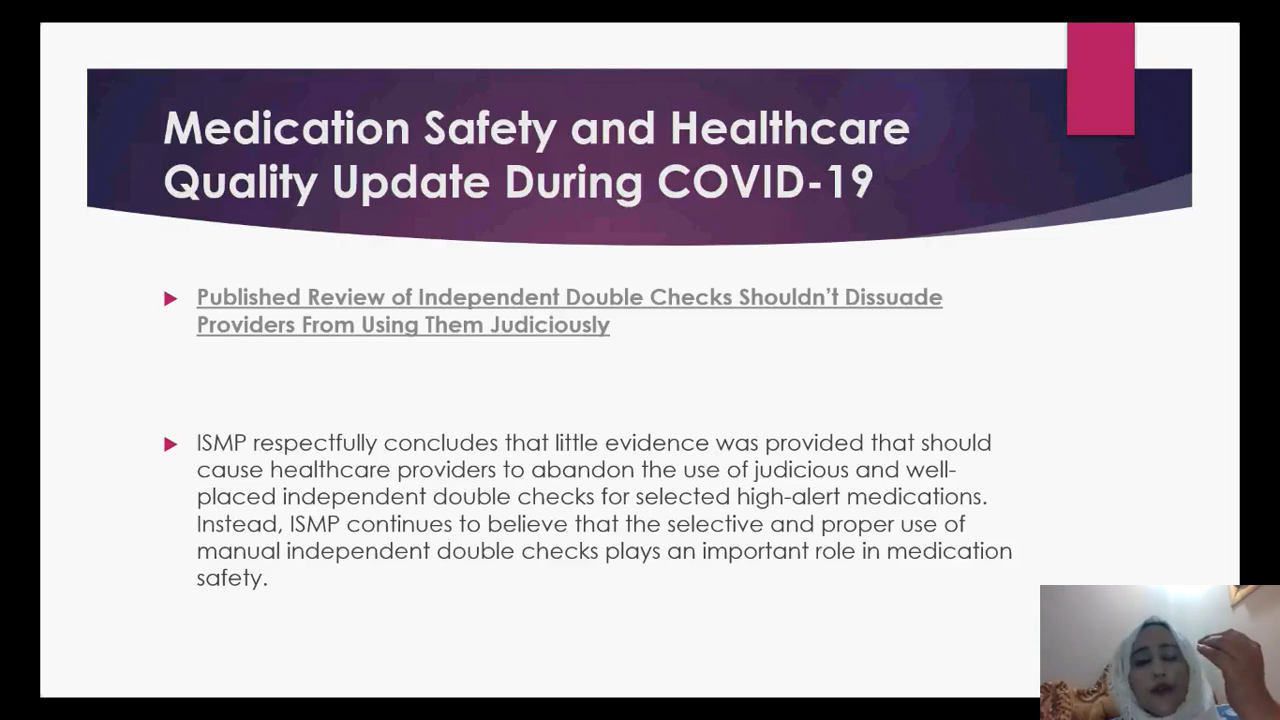 Medication Safety and Healthcare
Quality Update During COVID-19
Published Review of Independent Double Checks Shouldn’t Dissuade
Providers From Using Them Judiciously
ISMP respectfully concludes that little evidence was provided that should
cause healthcare providers to abandon the use of judicious and well-
placed independent double checks for selected high-alert medications.
Instead, ISMP continues to believe that the selective and proper use of
manual independent double checks plays an important role in medication
safety.